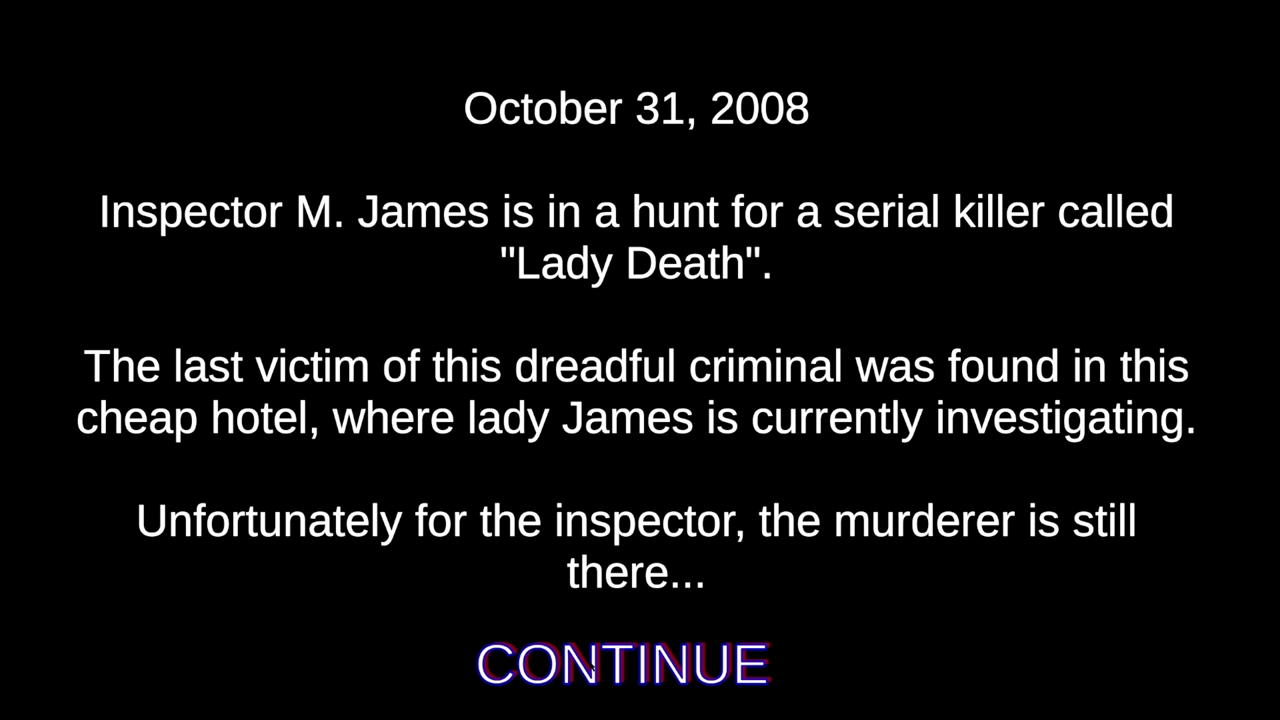 October 31, 2008
Inspector M. James is in a hunt for a serial killer called
"Lady Death".
The last victim of this dreadful criminal was found in this
cheap hotel, where lady James is currently investigating.
Unfortunately for the inspector, the murderer is still
there...
CONTINUE